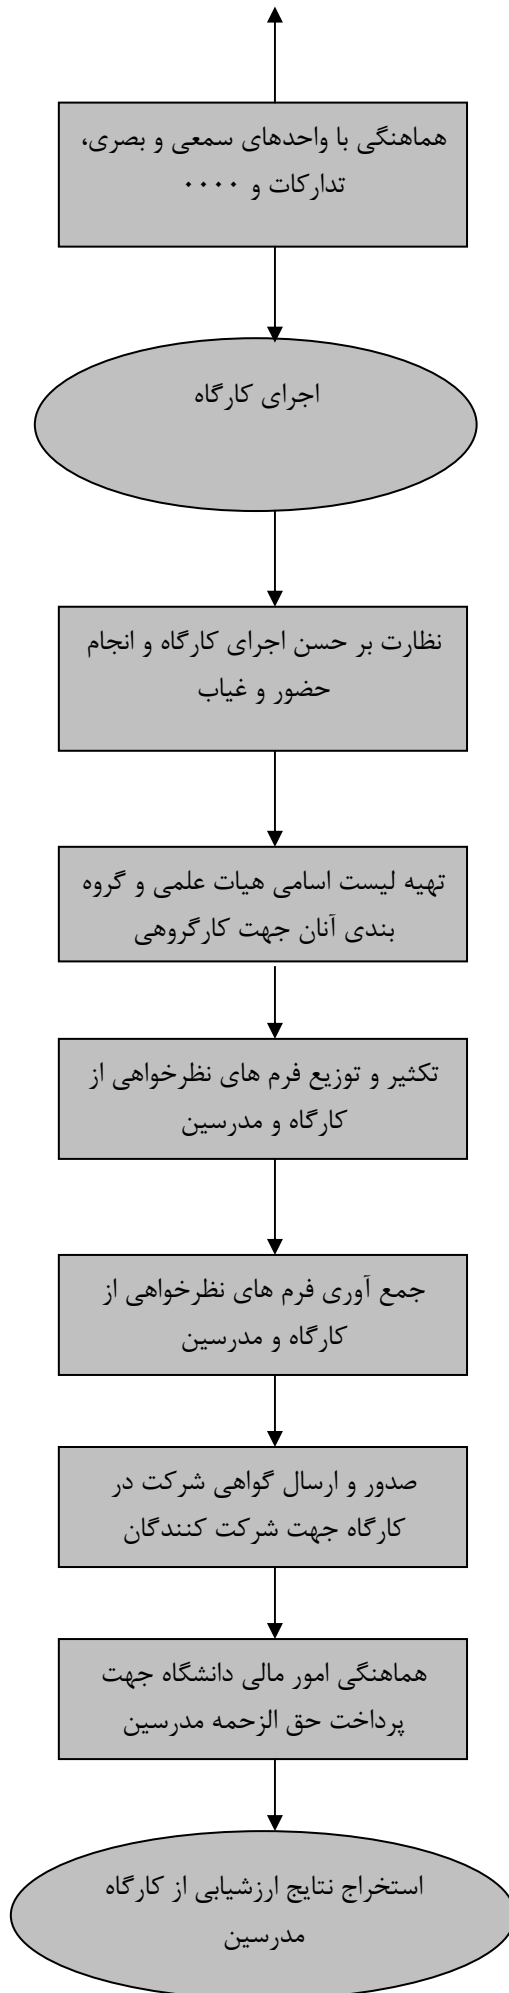 هماهنگی با واحدهای سمعی و بصری،
تدارکات و ۰۰۰۰
اجرای کارگاه
نظارت بر حسن اجرای کارگاه و انجام
حضور و غیاب
تهیه لیست اسامی هیات علمی و گروه
بندی آنان جهت کارگروهی
تکثیر و توزیع فرم های نظرخواهی از
کارگاه و مدرسین
جمع آوری فرم های نظرخواهی از
کارگاه و مدرسین
صدور و ارسال گواهی شرکت در
کارگاه جهت شرکت کنندگان
هماهنگی امور مالی دانشگاه جهت
پرداخت حق الزحمه مدرسین
استخراج نتایج ارزشیابی از کارگاه
مدرسین